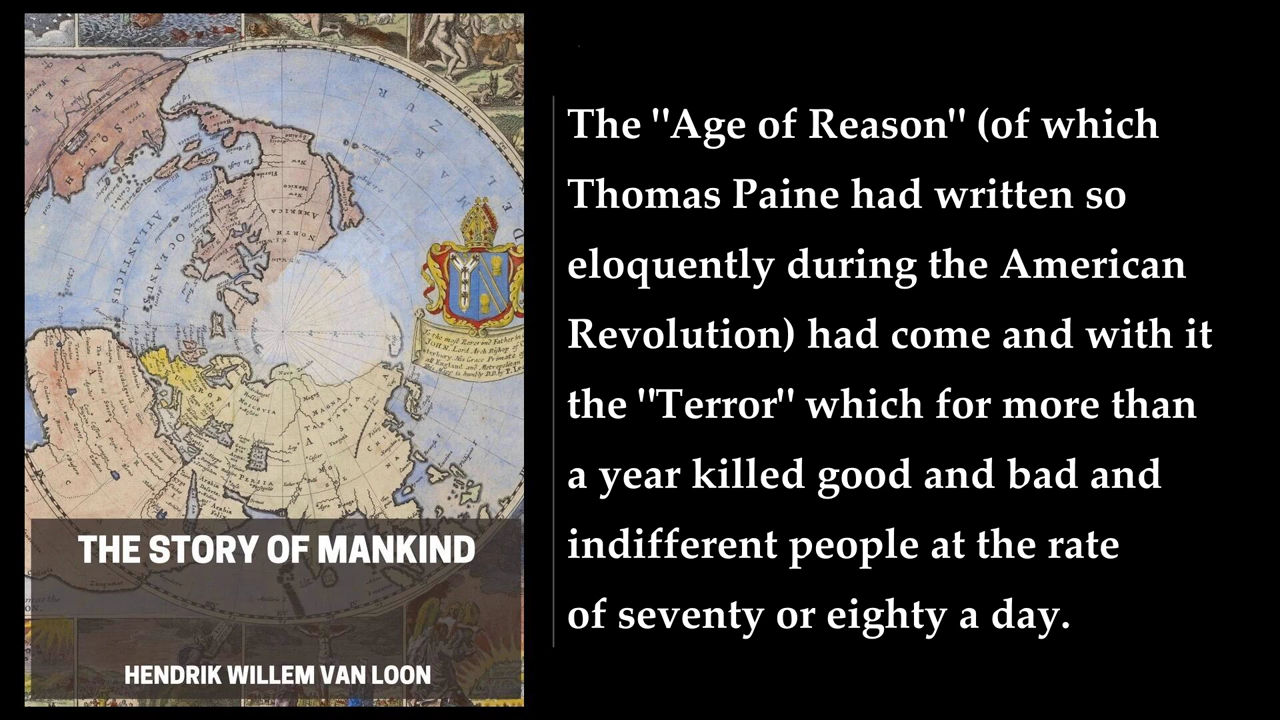 THE STORY OF MANKIND
HENDRIK WILLEM VAN LOON
The "Age of Reason" (of which
Thomas Paine had written so
eloquently during the American
Revolution) had come and with it
the "Terror" which for more than
a year killed good and bad and
indifferent people at the rate
of seventy or eighty a day.